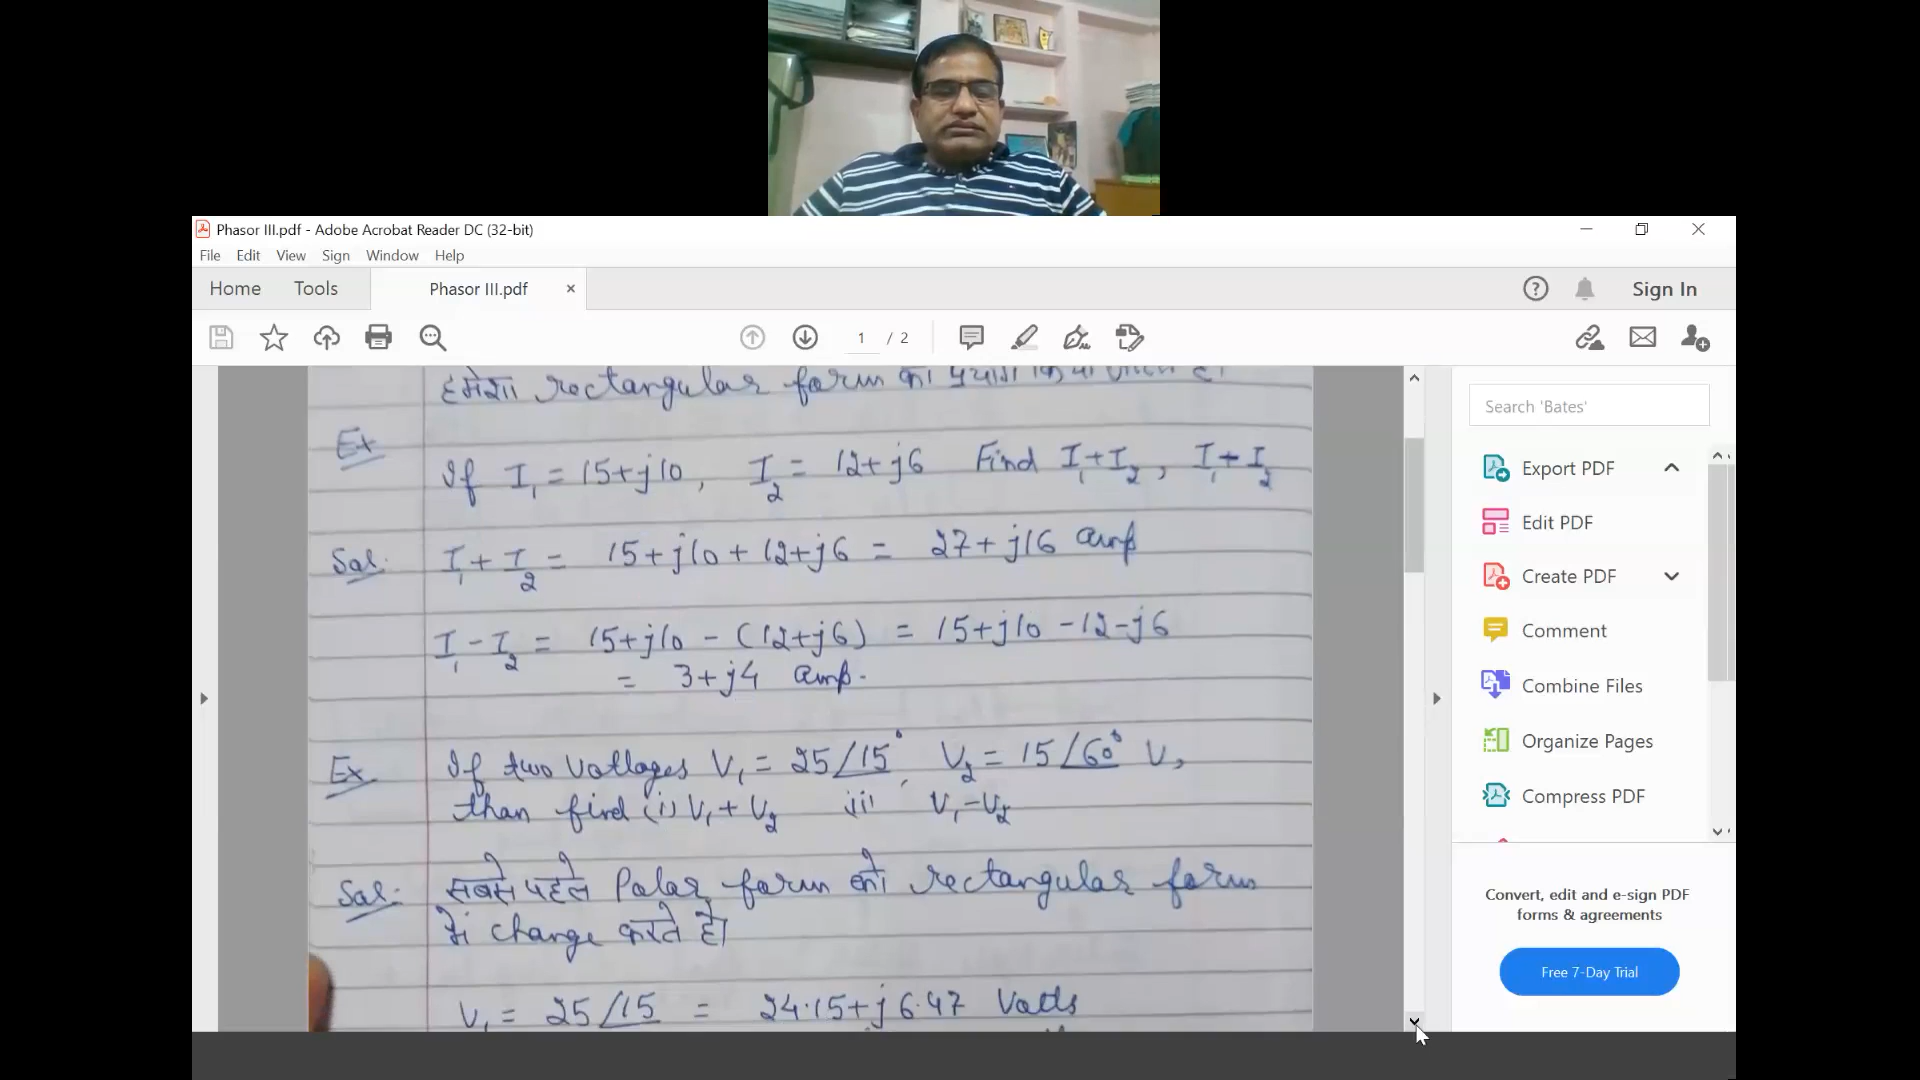 Phasor III.pdf - Adobe Acrobat Reader DC (32-bit)
File Edit View Sign Window Help
Home Tools Phasor III.pdf × Sign In
1 / 2
हमेशा rectangular form का प्रयोग किया जाता है।
Ex If I₁ = 15+j10, I₂ = 12+j6 Find I₁+I₂, I₁-I₂
Sol. I₁+I₂ = 15+j10+12+j6 = 27+j16 amp
I₁-I₂ = 15+j10-(12+j6) = 15+j10-12-j6
= 3+j4 amp.
Ex If two Voltages V₁ = 25∠15°, V₂ = 15∠60° V,
than find (i) V₁+V₂ ii) V₁-V₂
Sol: सबसे पहले Polar form को rectangular form
में change करते है।
V₁ = 25∠15 = 24.15+j6.47 Volts
Search 'Bates'
Export PDF
Edit PDF
Create PDF
Comment
Combine Files
Organize Pages
Compress PDF
Convert, edit and e-sign PDF
forms & agreements
Free 7-Day Trial